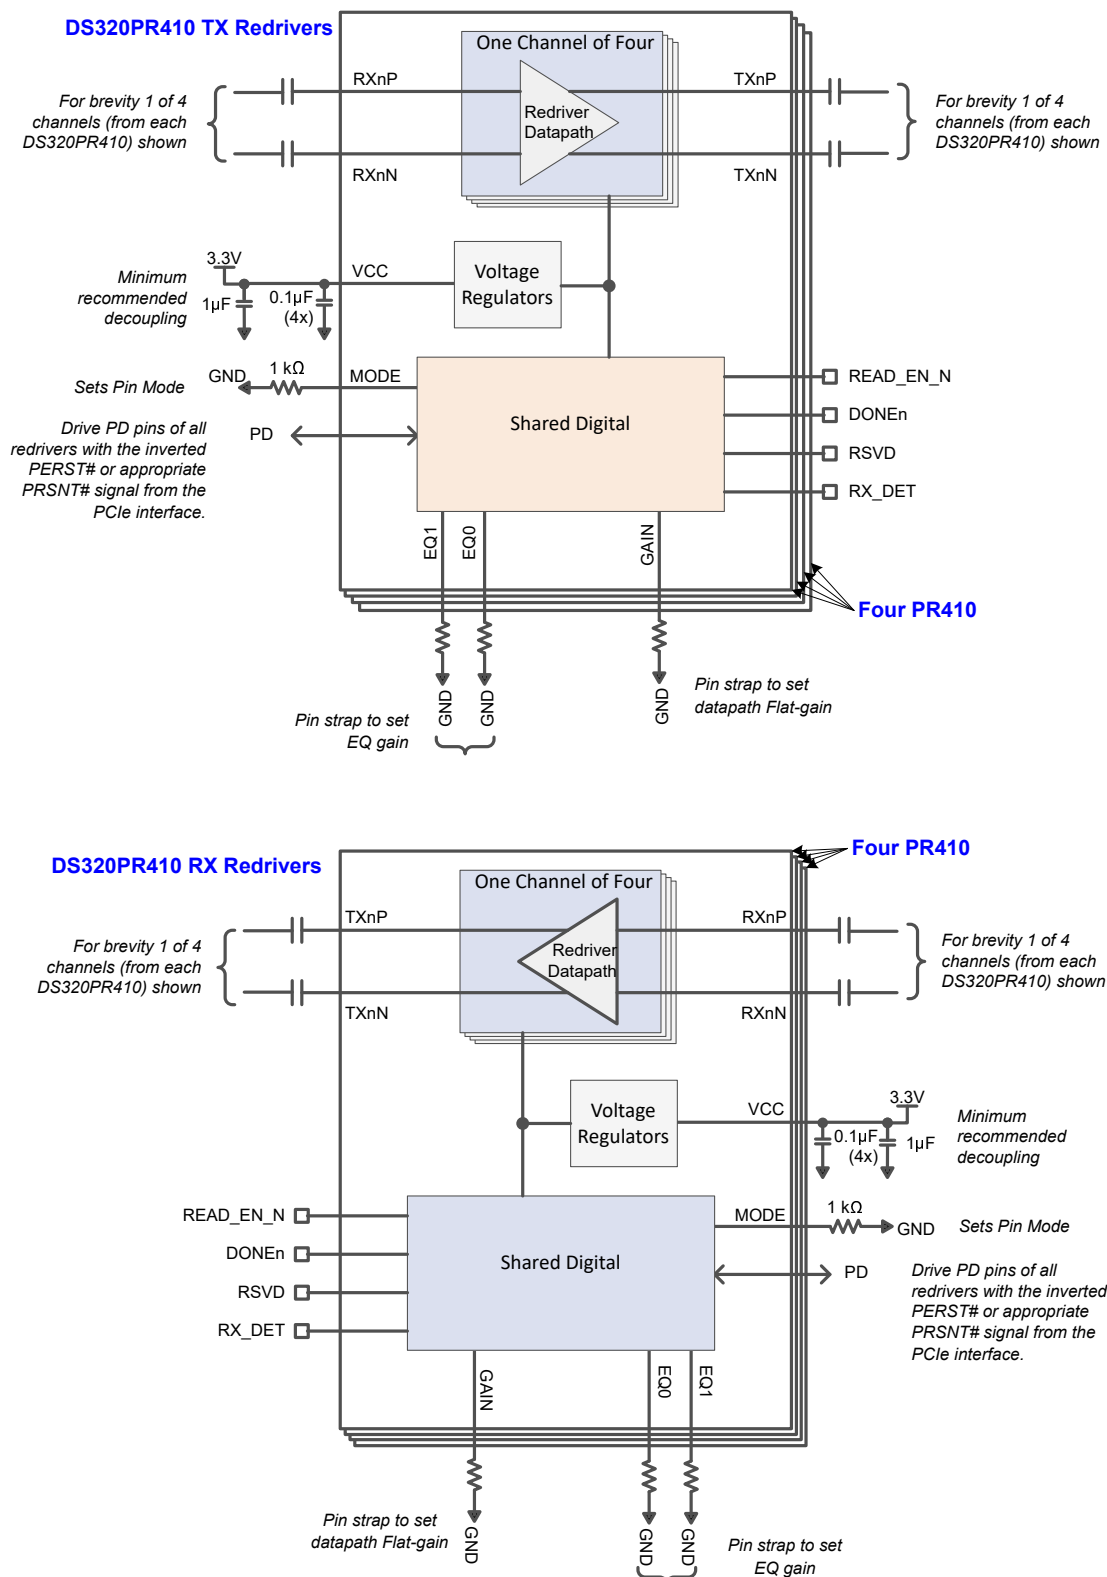 DS320PR410 TX Redrivers
One Channel of Four
RXnP
TXnP
For brevity 1 of 4
channels (from each
DS320PR410) shown
Redriver
Datapath
For brevity 1 of 4
channels (from each
DS320PR410) shown
RXnN
TXnN
3.3V
VCC
Voltage
Regulators
Minimum
recommended
decoupling
1µF
0.1µF
(4x)
Sets Pin Mode
GND
1 kΩ
MODE
READ_EN_N
DONEn
RSVD
RX_DET
Shared Digital
Drive PD pins of all
redrivers with the inverted
PERST# or appropriate
PRSNT# signal from the
PCIe interface.
PD
EQ1
EQ0
GAIN
Four PR410
GND
GND
GND
Pin strap to set
EQ gain
Pin strap to set
datapath Flat-gain
DS320PR410 RX Redrivers
Four PR410
One Channel of Four
TXnP
RXnP
For brevity 1 of 4
channels (from each
DS320PR410) shown
Redriver
Datapath
For brevity 1 of 4
channels (from each
DS320PR410) shown
TXnN
RXnN
Voltage
Regulators
VCC
3.3V
0.1µF
(4x)
1µF
Minimum
recommended
decoupling
READ_EN_N
DONEn
RSVD
RX_DET
Shared Digital
MODE
1 kΩ
GND
Sets Pin Mode
PD
Drive PD pins of all
redrivers with the inverted
PERST# or appropriate
PRSNT# signal from the
PCIe interface.
GAIN
EQ0
EQ1
Pin strap to set
datapath Flat-gain
GND
GND
GND
Pin strap to set
EQ gain